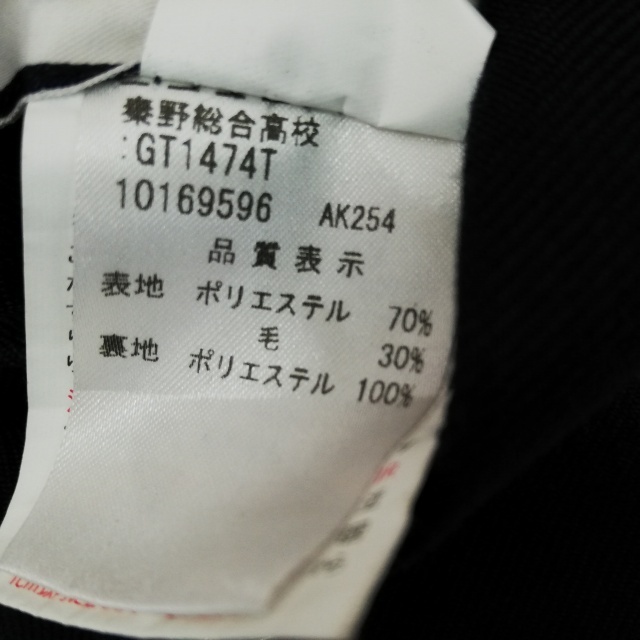 秦野総合高校
:GT1474T
10169596 AK254
品質表示
表地 ポリエステル 70%
毛 30%
裏地 ポリエステル 100%